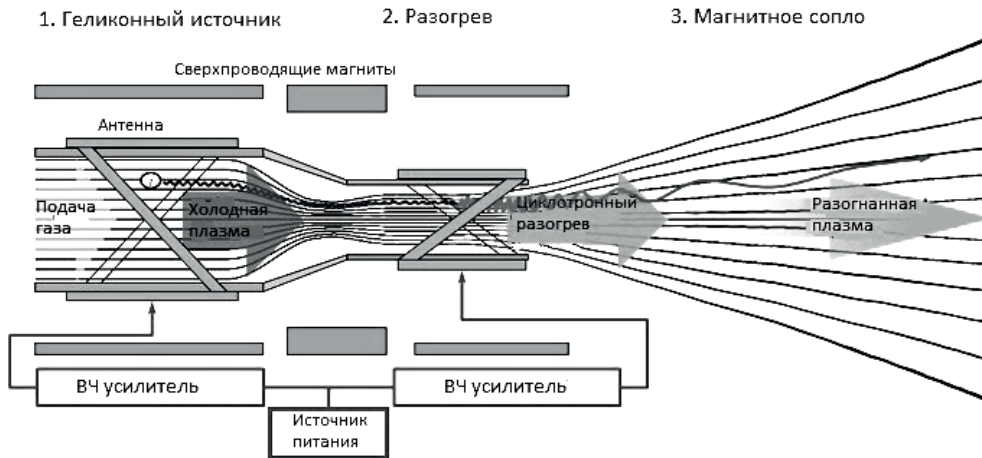 1. Геликонный источник
2. Разогрев
3. Магнитное сопло
Сверхпроводящие магниты
Антенна
i
Подача
газа
Холодная
плазма
Циклотронный
разогрев
Разогнанная
плазма
ВЧ усилитель
ВЧ усилитель
Источник
питания